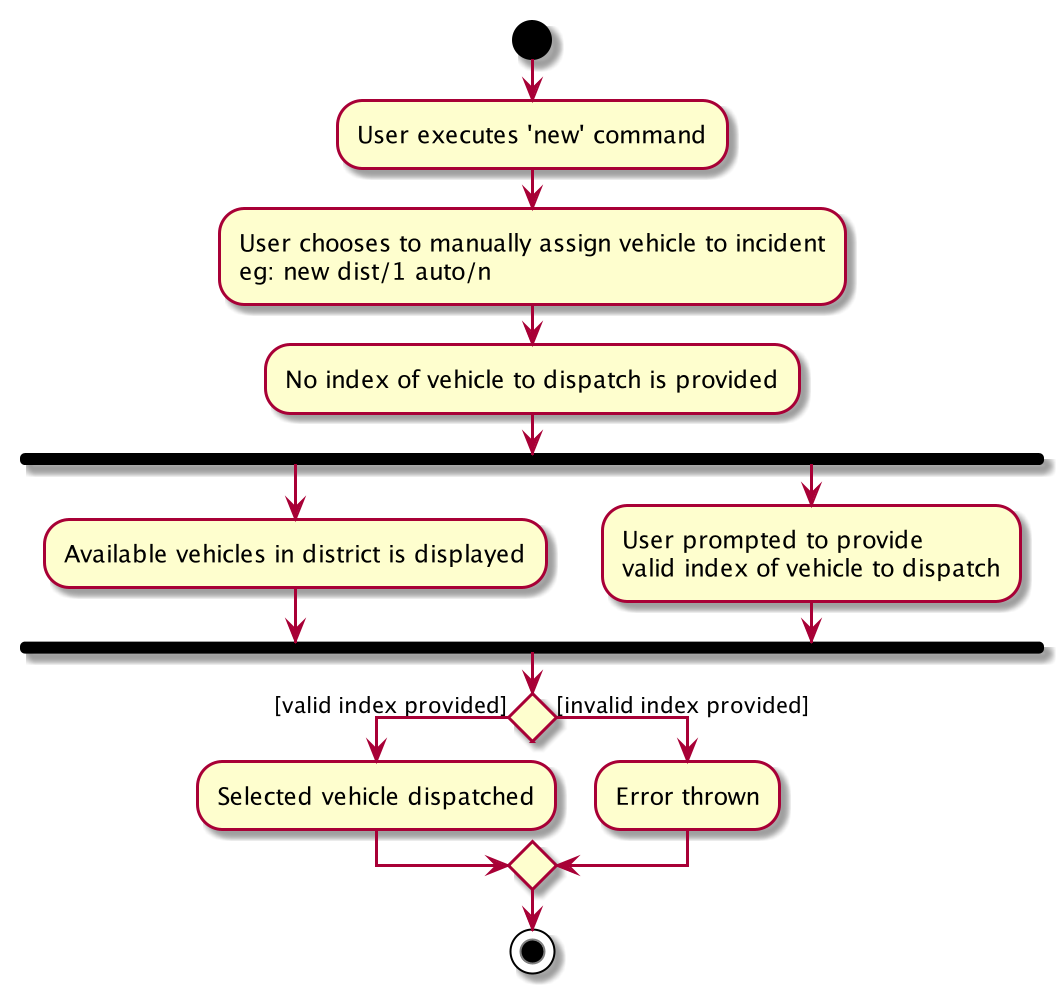 User executes 'new' command
User chooses to manually assign vehicle to incident
eg: new dist/1 auto/n
No index of vehicle to dispatch is provided
Available vehicles in district is displayed
User prompted to provide
valid index of vehicle to dispatch
[valid index provided]
[invalid index provided]
Selected vehicle dispatched
Error thrown